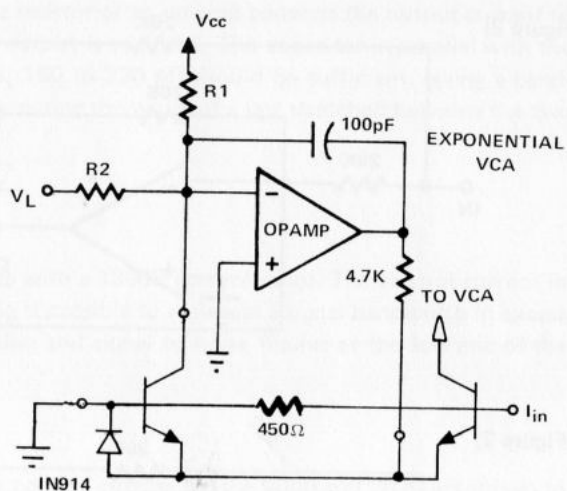 Vcc
R1
100pF
EXPONENTIAL
VCA
R2
VL
−
OPAMP
+
4.7K
TO VCA
450Ω
Iin
IN914